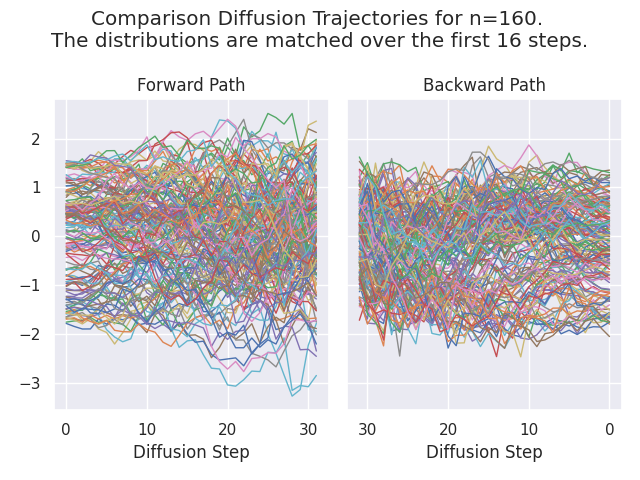 Comparison Diffusion Trajectories for n=160.
The distributions are matched over the first 16 steps.
Forward Path
Backward Path
2
1
0
−1
−2
−3
0 10 20 30
30 20 10 0
Diffusion Step
Diffusion Step